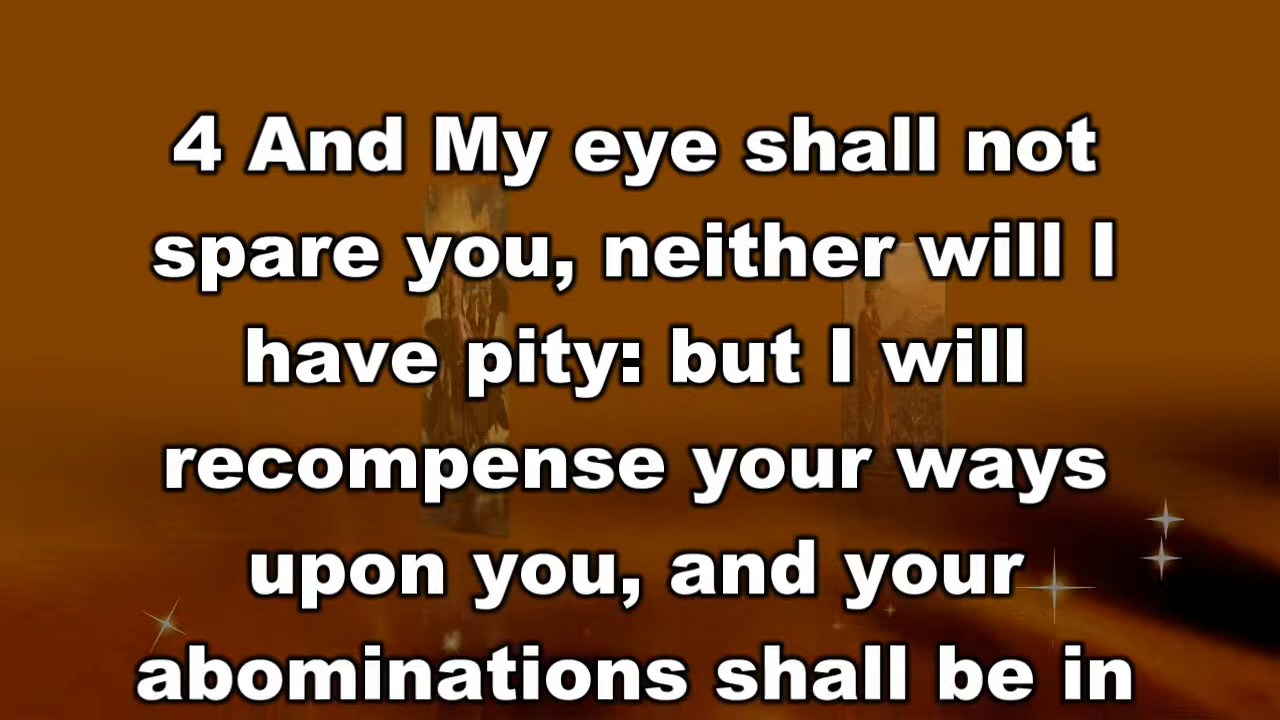 4 And My eye shall not
spare you, neither will I
have pity: but I will
recompense your ways
upon you, and your
abominations shall be in